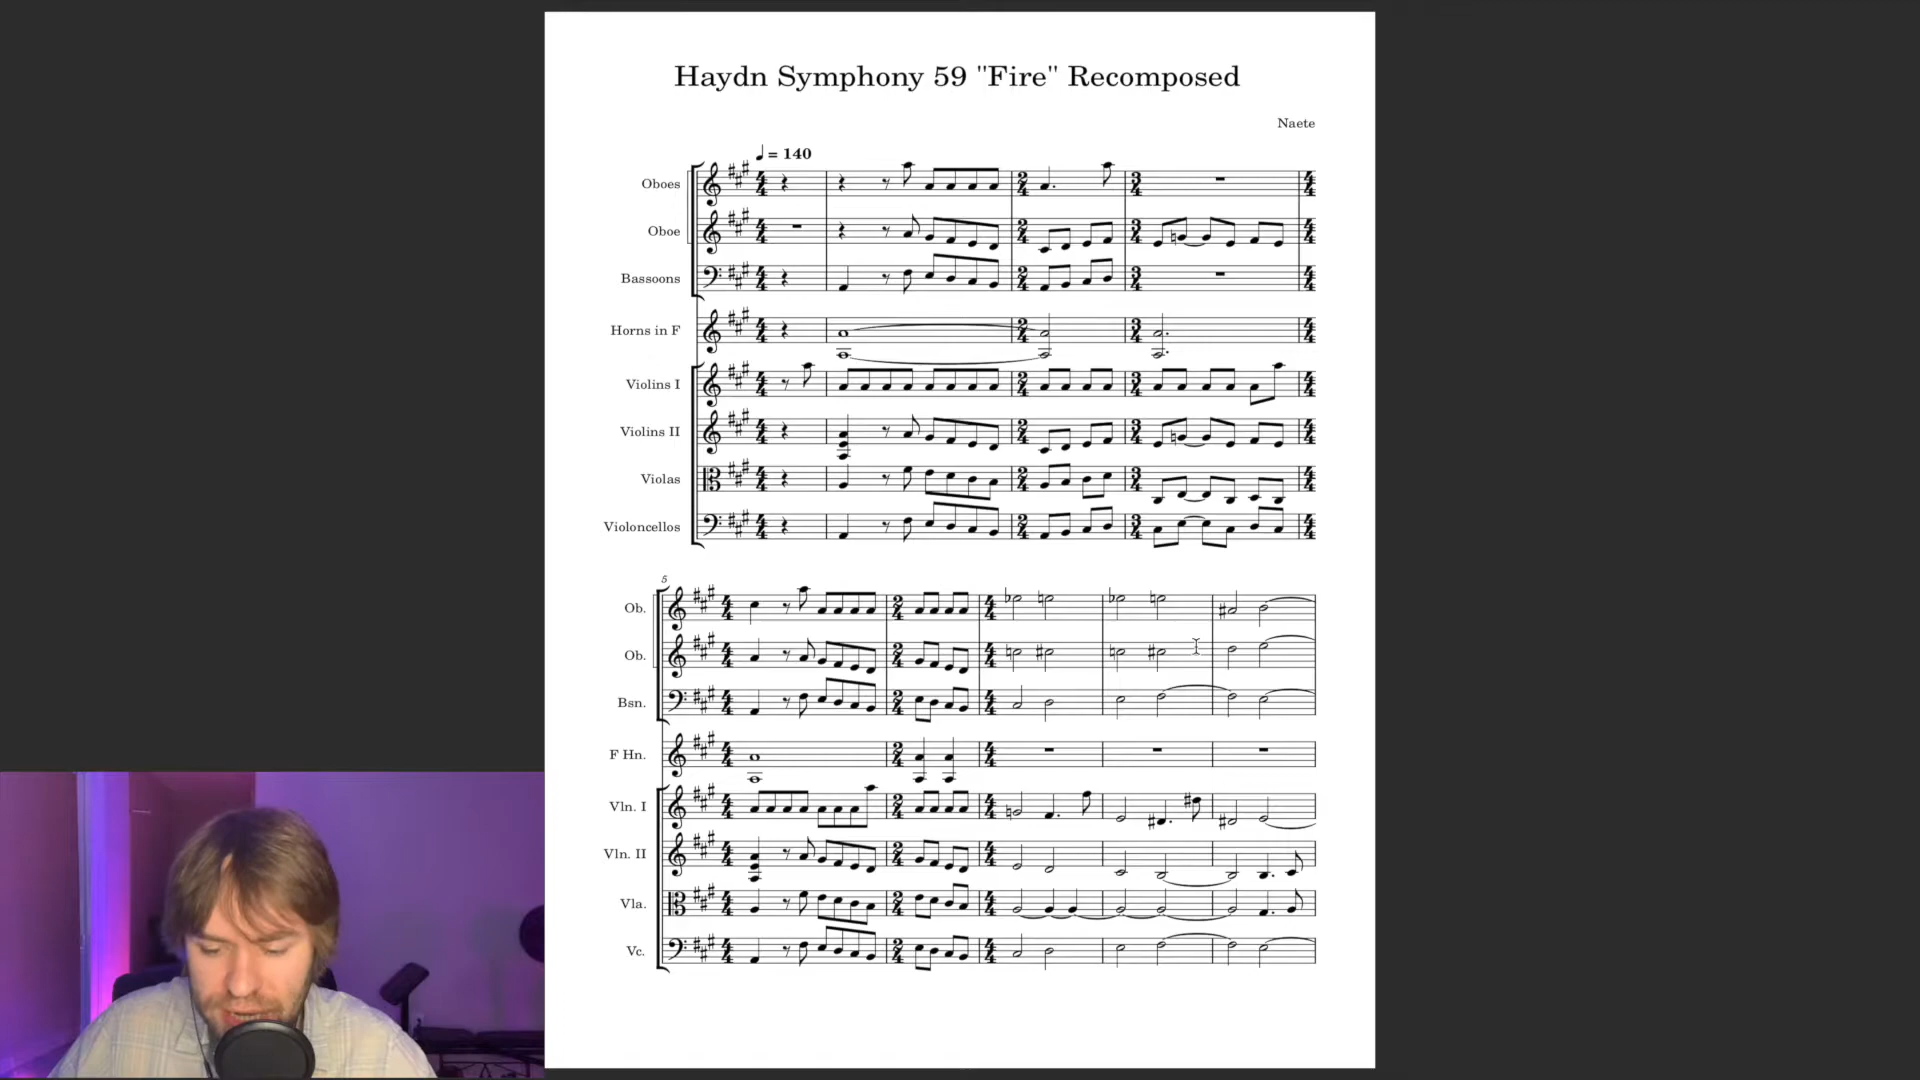 Haydn Symphony 59 "Fire" Recomposed
Naete
♩ = 140
Oboes
Oboe
Bassoons
Horns in F
Violins I
Violins II
Violas
Violoncellos
5
Ob.
Ob.
Bsn.
F Hn.
Vln. I
Vln. II
Vla.
Vc.